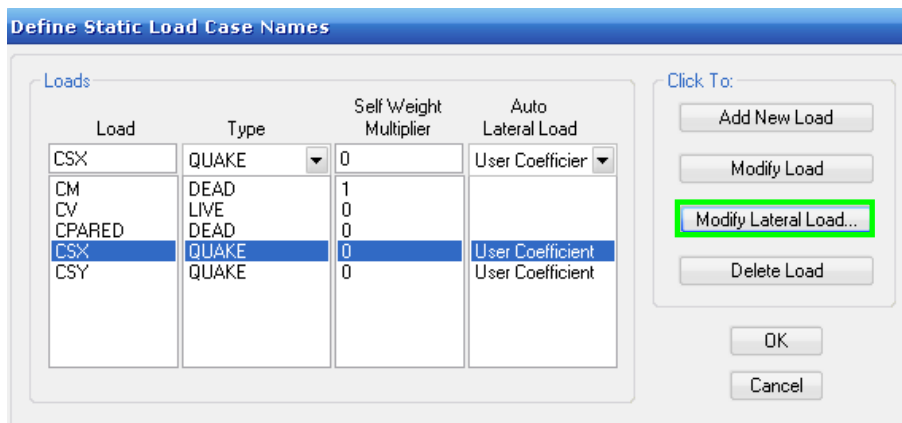 Define Static Load Case Names
Loads
Click To:
Load Type Self Weight Multiplier Auto Lateral Load
CSX QUAKE 0 User Coefficier
CM DEAD 1
CV LIVE 0
CPARED DEAD 0
CSX QUAKE 0 User Coefficient
CSY QUAKE 0 User Coefficient
Add New Load
Modify Load
Modify Lateral Load...
Delete Load
OK
Cancel